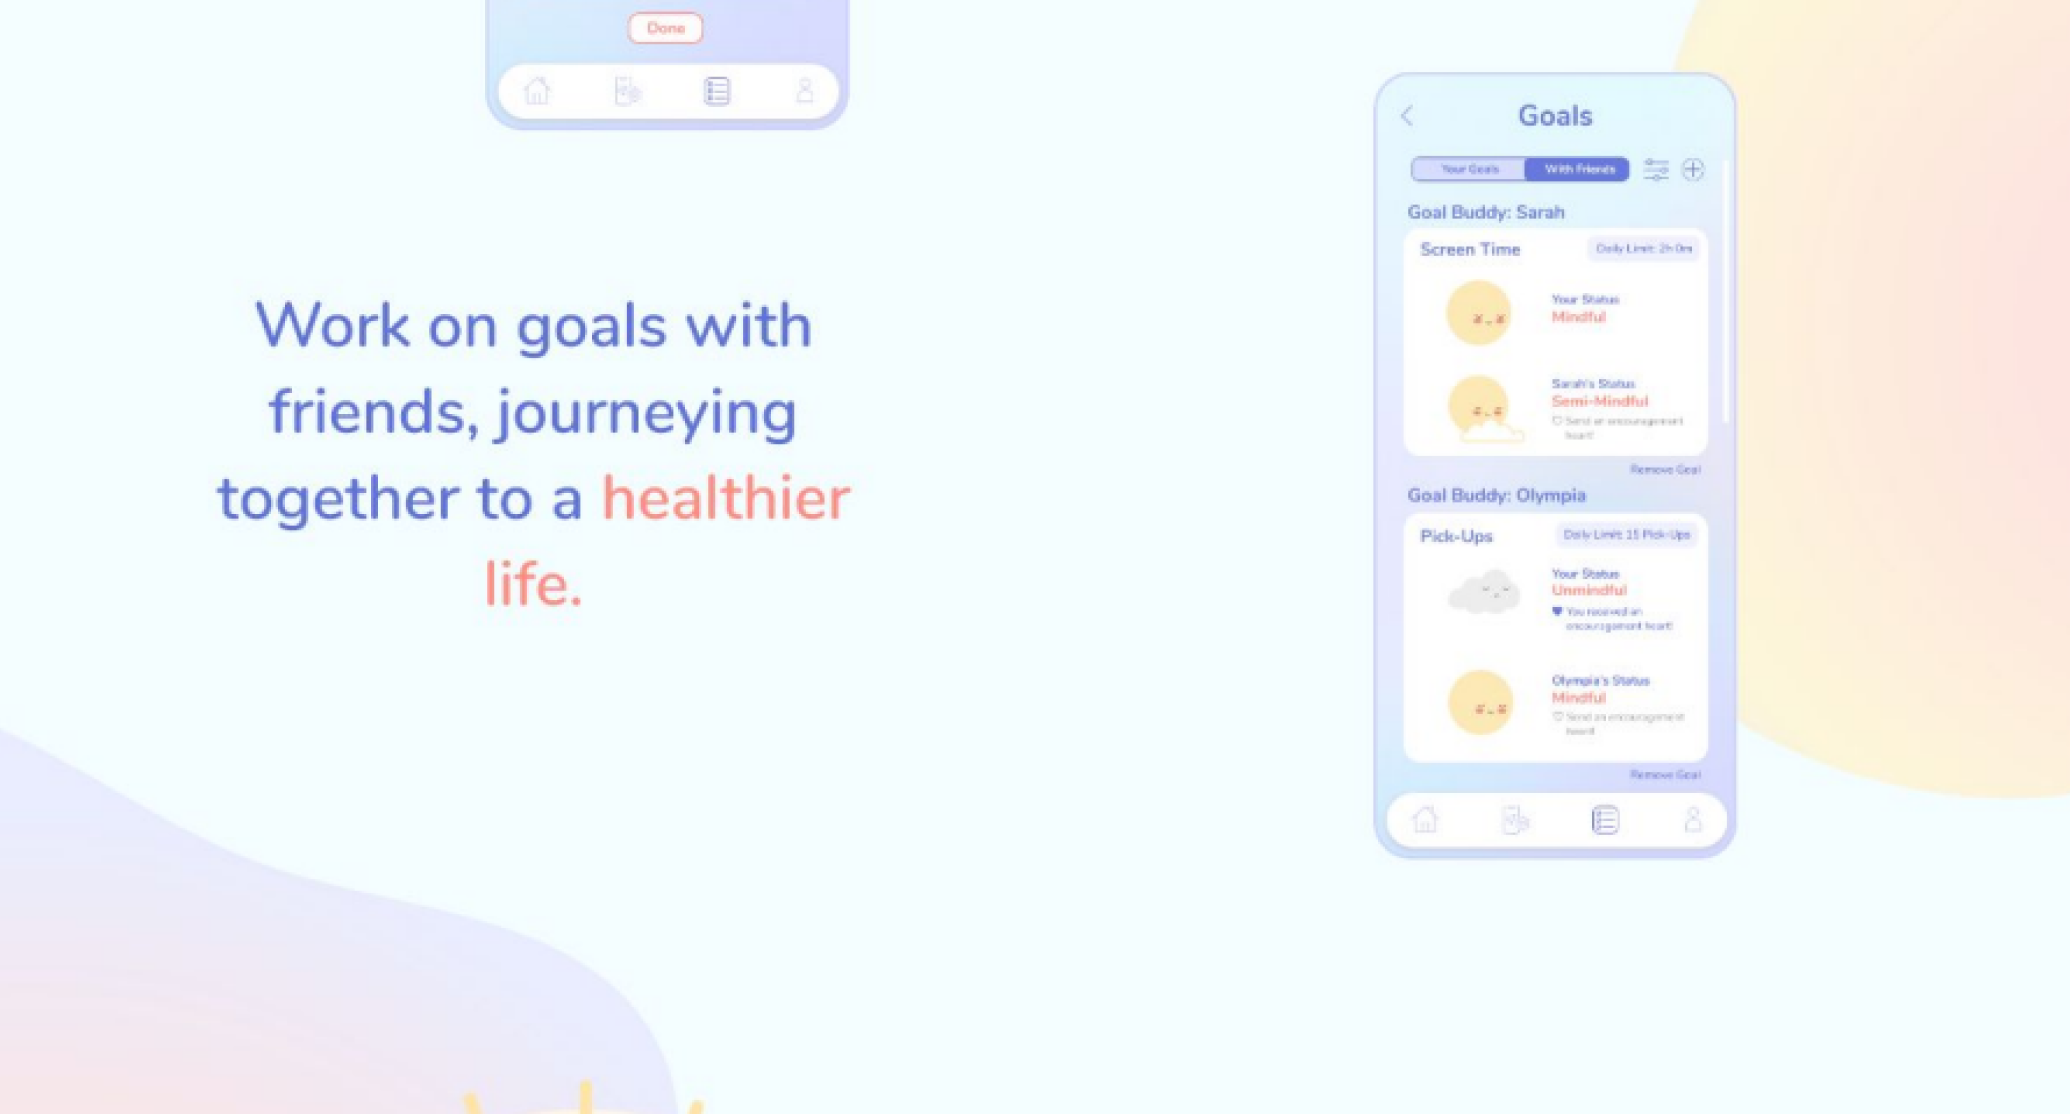 Done
Work on goals with
friends, journeying
together to a healthier
life.
Goals
Your Goals
With Friends
Goal Buddy: Sarah
Screen Time
Daily Limit: 2h 0m
Your Status
Mindful
Sarah's Status
Semi-Mindful
Send an encouragement
heart!
Remove Goal
Goal Buddy: Olympia
Pick-Ups
Daily Limit: 15 Pick-Ups
Your Status
Unmindful
You received an
encouragement heart!
Olympia's Status
Mindful
Send an encouragement
heart!
Remove Goal